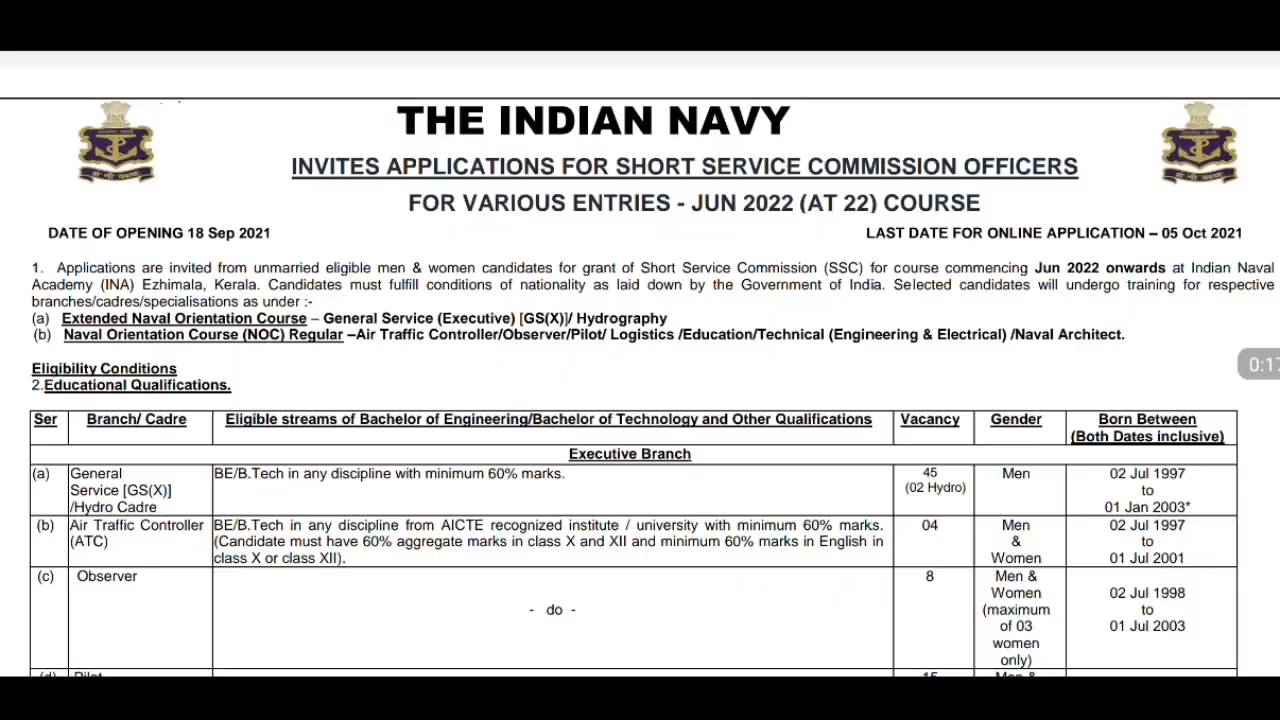 THE INDIAN NAVY
INVITES APPLICATIONS FOR SHORT SERVICE COMMISSION OFFICERS
FOR VARIOUS ENTRIES - JUN 2022 (AT 22) COURSE
DATE OF OPENING 18 Sep 2021 LAST DATE FOR ONLINE APPLICATION – 05 Oct 2021
1. Applications are invited from unmarried eligible men & women candidates for grant of Short Service Commission (SSC) for course commencing Jun 2022 onwards at Indian Naval
Academy (INA) Ezhimala, Kerala. Candidates must fulfill conditions of nationality as laid down by the Government of India. Selected candidates will undergo training for respective
branches/cadres/specialisations as under :-
(a) Extended Naval Orientation Course – General Service (Executive) [GS(X)]/ Hydrography
(b) Naval Orientation Course (NOC) Regular –Air Traffic Controller/Observer/Pilot/ Logistics /Education/Technical (Engineering & Electrical) /Naval Architect.
0:17
Eligibility Conditions
2.Educational Qualifications.
Ser Branch/ Cadre Eligible streams of Bachelor of Engineering/Bachelor of Technology and Other Qualifications Vacancy Gender Born Between
(Both Dates inclusive)
Executive Branch
(a) General BE/B.Tech in any discipline with minimum 60% marks. 45 Men 02 Jul 1997
Service [GS(X)] (02 Hydro) to
/Hydro Cadre 01 Jan 2003*
(b) Air Traffic Controller BE/B.Tech in any discipline from AICTE recognized institute / university with minimum 60% marks. 04 Men 02 Jul 1997
(ATC) (Candidate must have 60% aggregate marks in class X and XII and minimum 60% marks in English in & to
class X or class XII). Women 01 Jul 2001
(c) Observer 8 Men &
Women 02 Jul 1998
- do - (maximum to
of 03 01 Jul 2003
women
only)